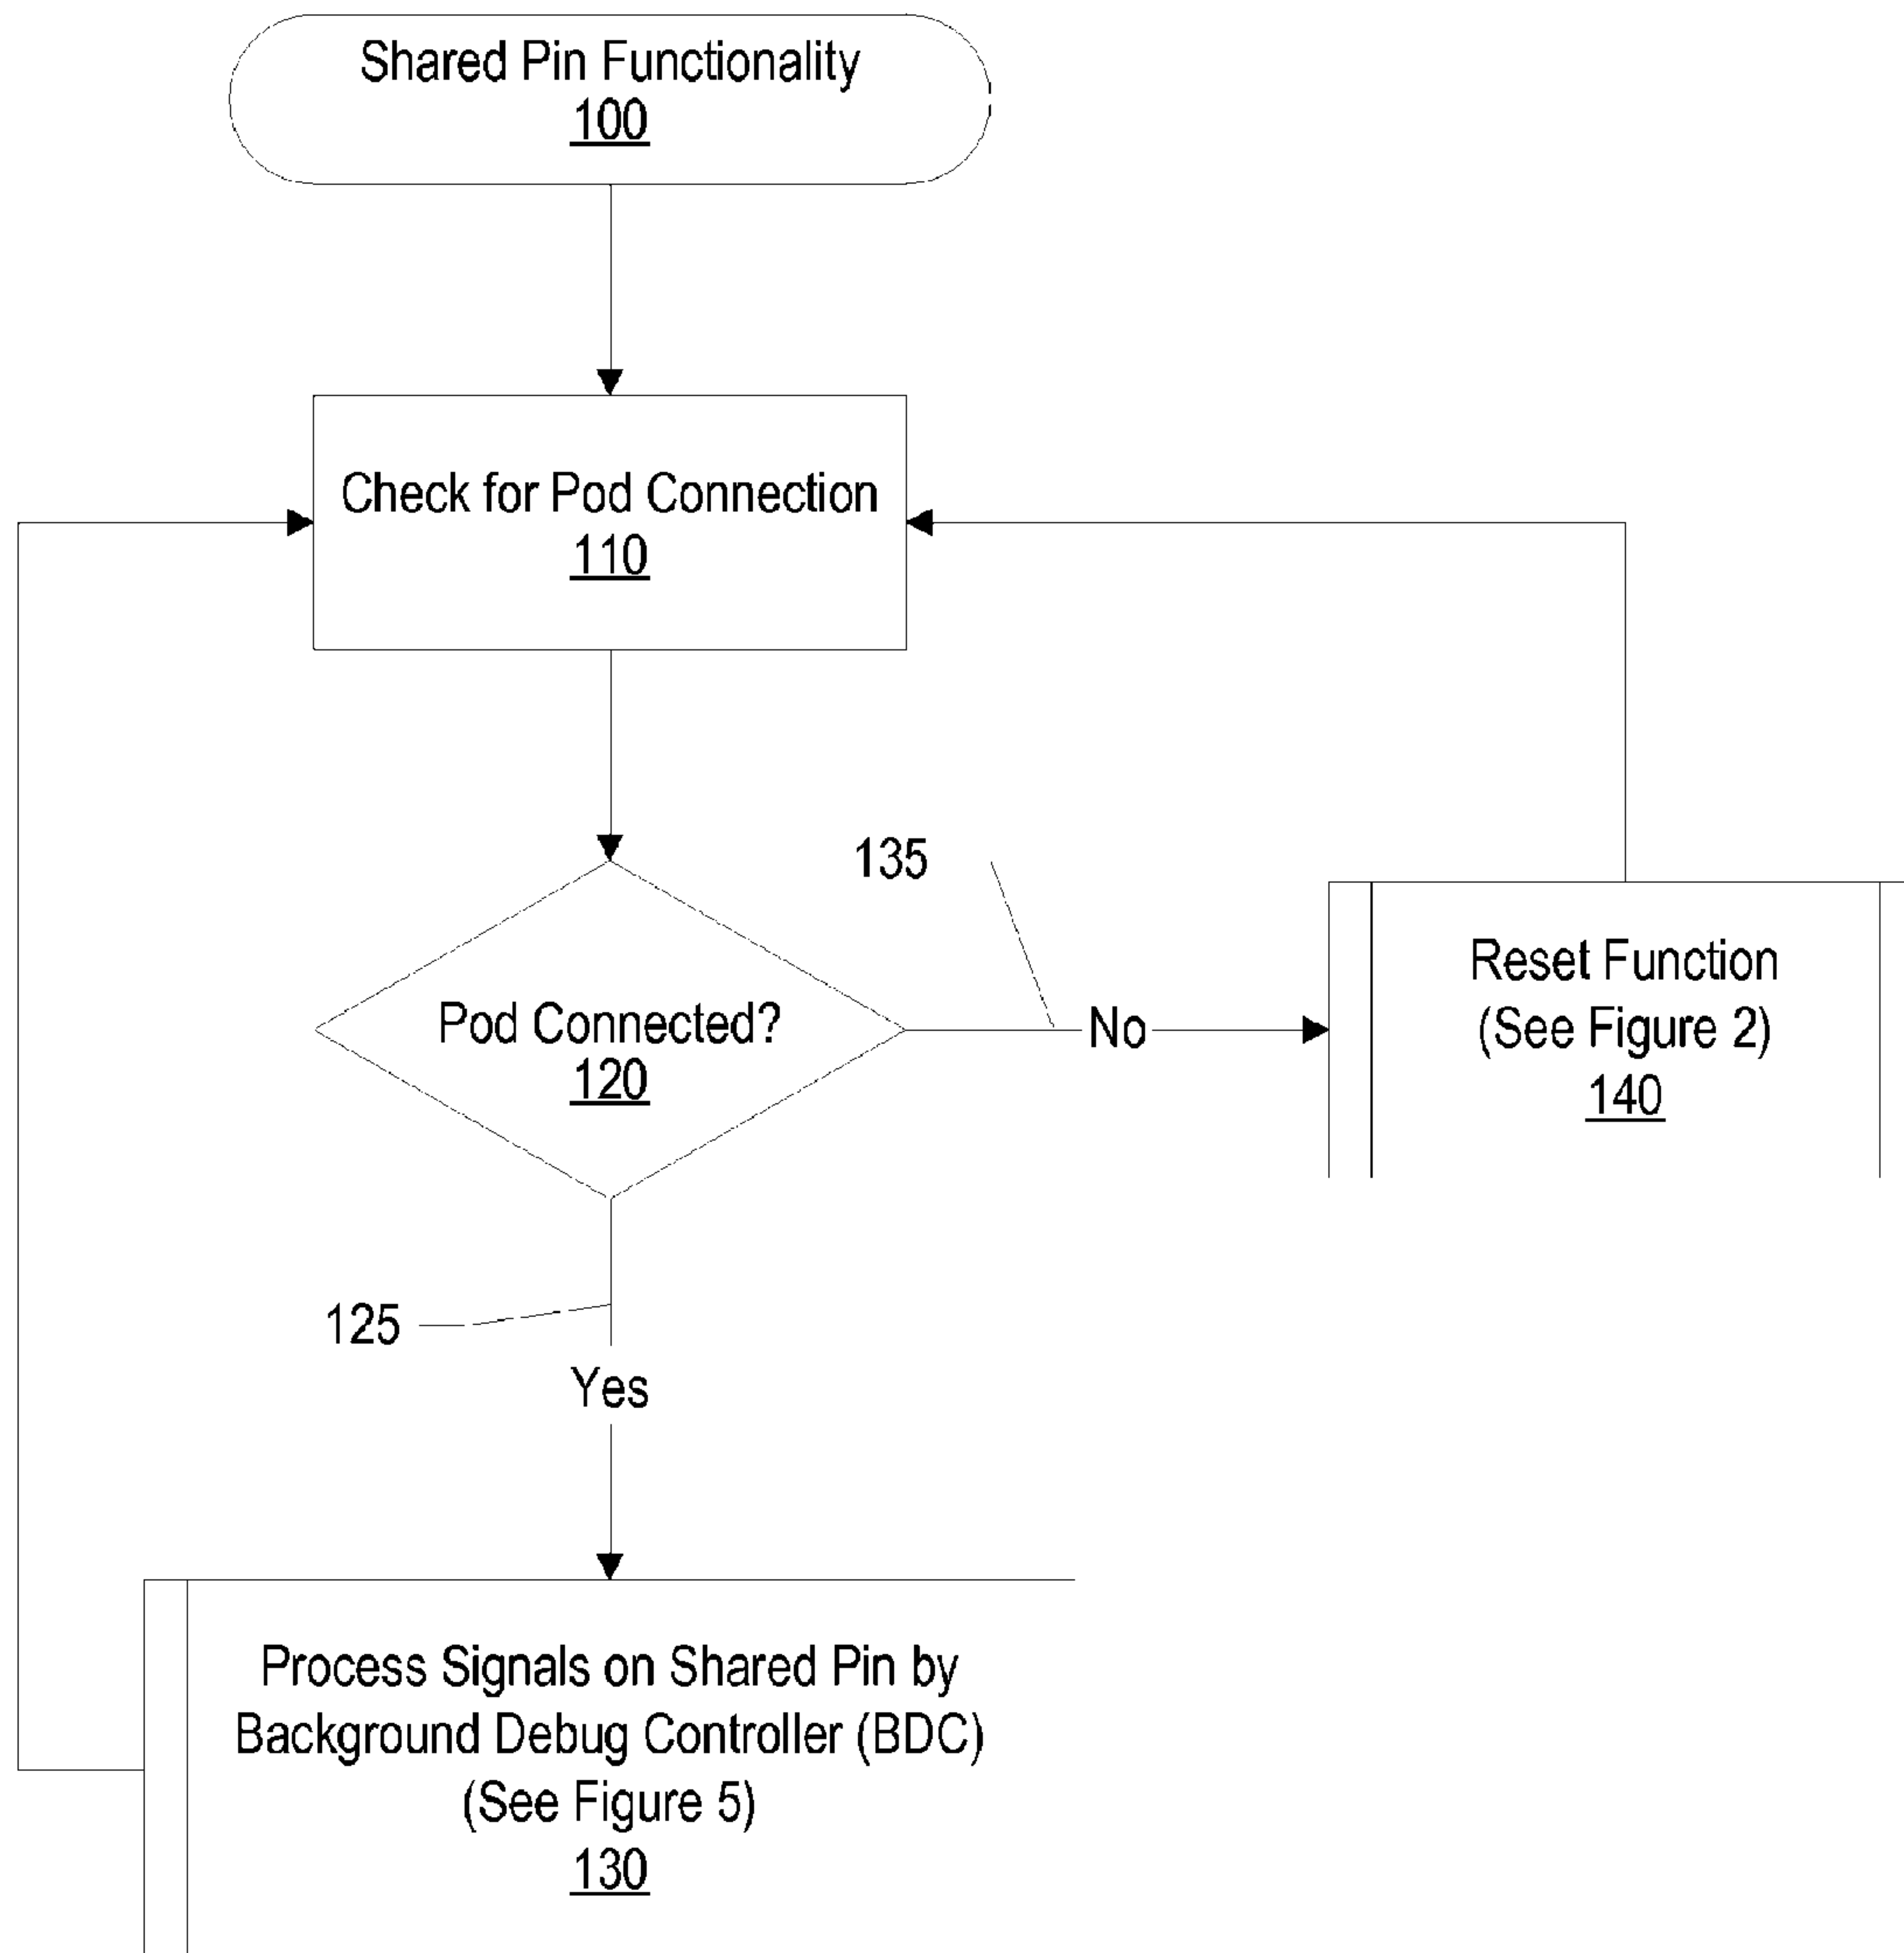 Shared Pin Functionality
100
Check for Pod Connection
110
135
Pod Connected?
120
No
Reset Function
(See Figure 2)
140
125
Yes
Process Signals on Shared Pin by
Background Debug Controller (BDC)
(See Figure 5)
130